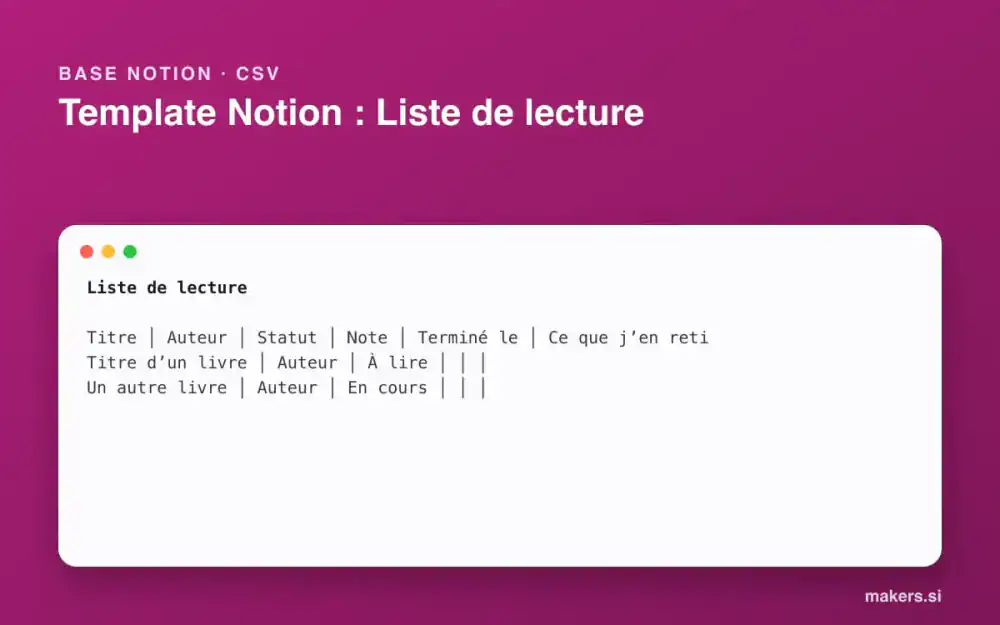 BASE NOTION · CSV
Template Notion : Liste de lecture
Liste de lecture
Titre | Auteur | Statut | Note | Terminé le | Ce que j’en reti
Titre d’un livre | Auteur | À lire | | |
Un autre livre | Auteur | En cours | | |
makers.si